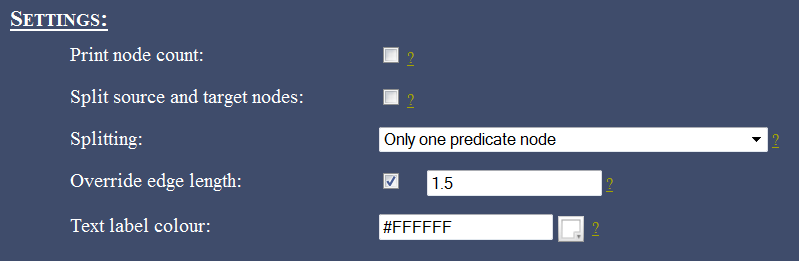 SETTINGS:
Print node count: ?
Split source and target nodes: ?
Splitting: Only one predicate node ?
Override edge length: 1.5 ?
Text label colour: #FFFFFF ?